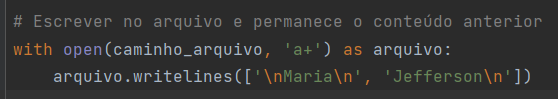 # Escrever no arquivo e permanece o conteúdo anterior
with open(caminho_arquivo, 'a+') as arquivo:
    arquivo.writelines(['\nMaria\n', 'Jefferson\n'])